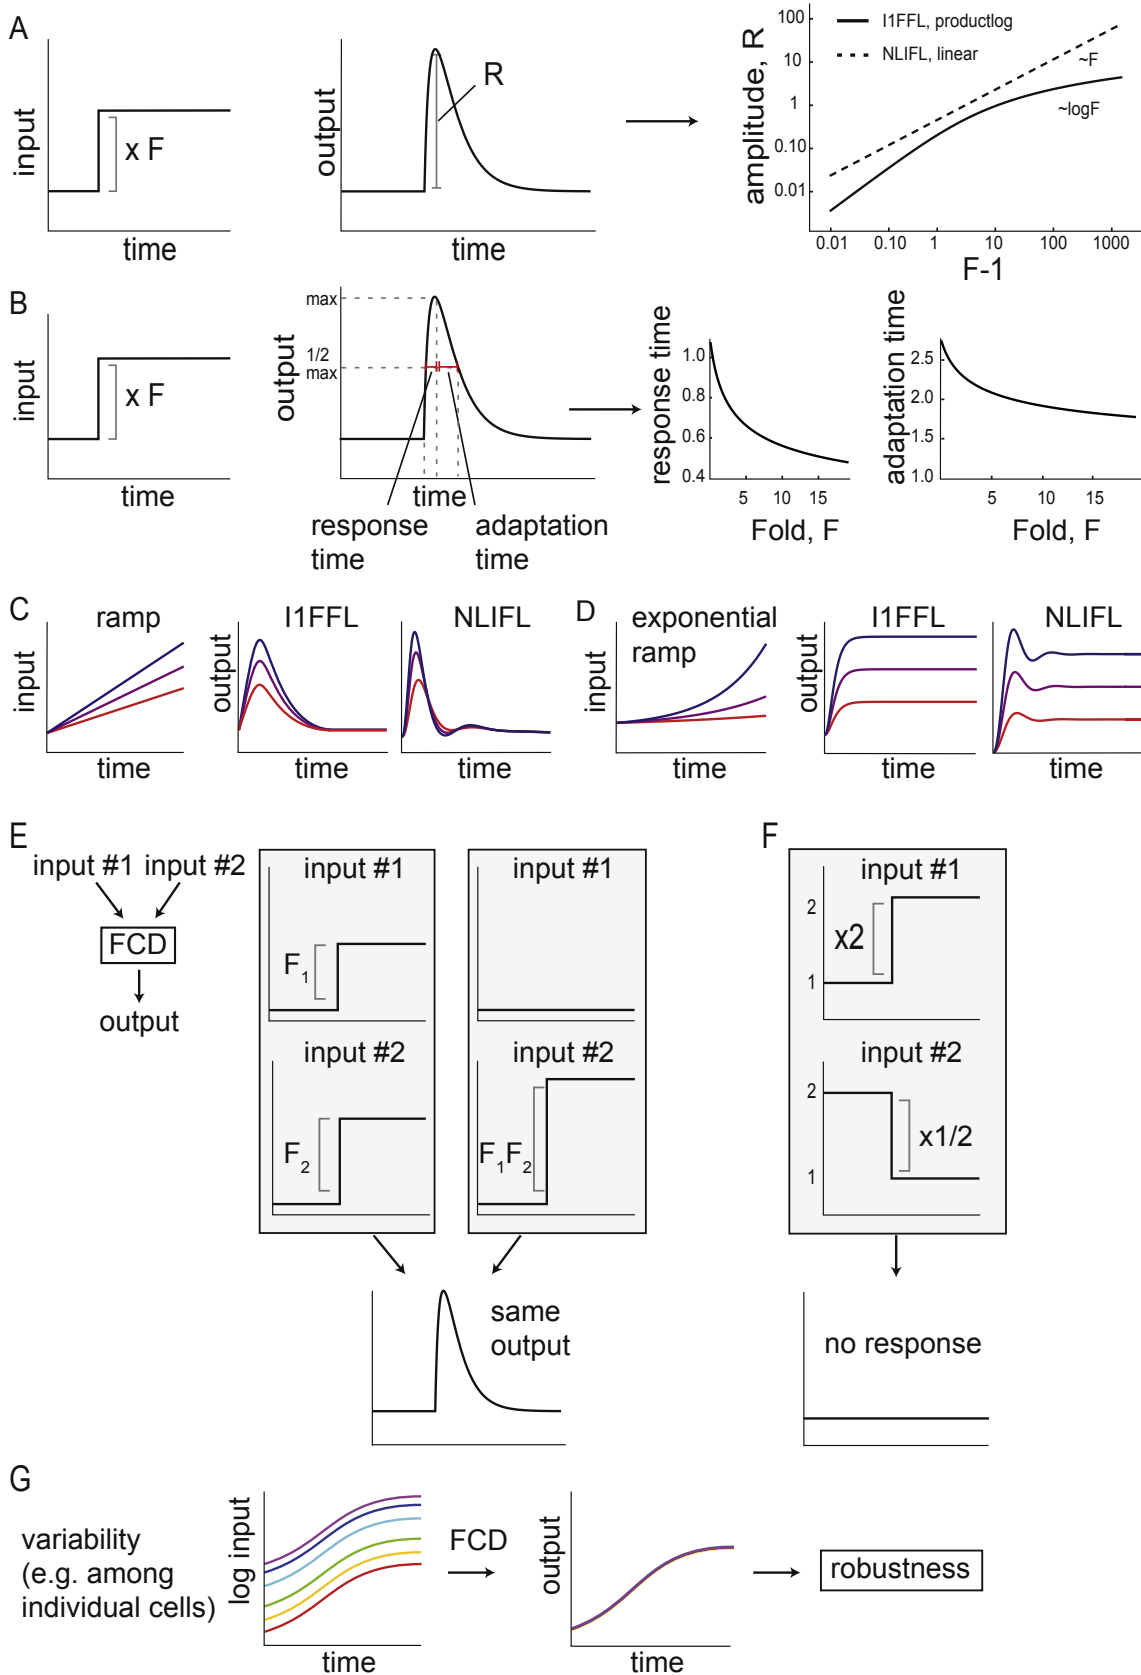 A
input
x F
time
output
R
time
amplitude, R
100
10
1
0.10
0.01
I1FFL, productlog
NLIFL, linear
~F
~logF
0.01
0.10
1
10
100
1000
F-1
B
input
x F
time
output
max
1/2
max
time
response
time
adaptation
time
response time
1.0
0.8
0.6
0.4
5
10
15
Fold, F
adaptation time
2.5
2.0
1.5
1.0
5
10
15
Fold, F
C
ramp
input
time
I1FFL
output
time
NLIFL
time
D
exponential
ramp
input
time
I1FFL
output
time
NLIFL
time
E
input #1
input #2
FCD
output
input #1
F1
input #2
F2
input #1
input #2
F1F2
same
output
F
input #1
2
1
x2
input #2
2
1
x1/2
no response
G
variability
(e.g. among
individual cells)
log input
time
FCD
output
time
robustness